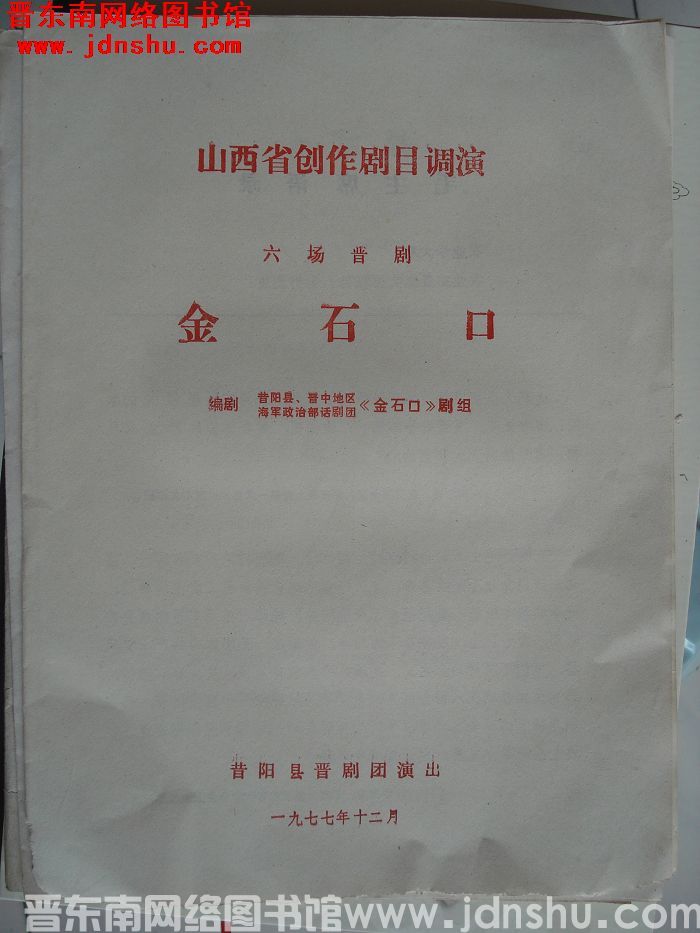 晋东南网络图书馆
www.jdnshu.com
山西省创作剧目调演
六场晋剧
金石口
编剧 昔阳县、晋中地区
海军政治部话剧团《金石口》剧组
昔阳县晋剧团演出
一九七七年十二月
晋东南网络图书馆www.jdnshu.com